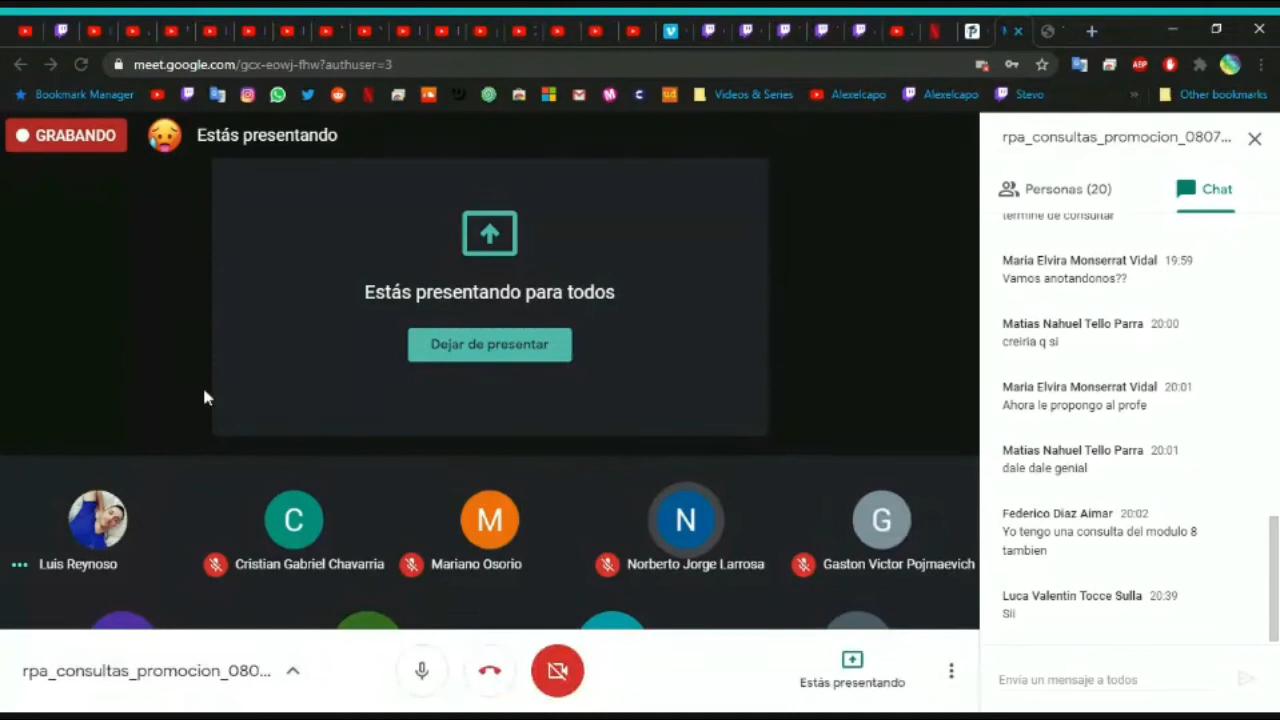 meet.google.com/gcx-eowj-fhw?authuser=3
ABP
Bookmark Manager
Videos & Series
Alexelcapo
Alexelcapo
Stevo
»
Other bookmarks
GRABANDO
Estás presentando
Estás presentando para todos
Dejar de presentar
C
M
N
G
Luis Reynoso
Cristian Gabriel Chavarria
Mariano Osorio
Norberto Jorge Larrosa
Gaston Victor Pojmaevich
rpa_consultas_promocion_080...
Estás presentando
rpa_consultas_promocion_0807...
Personas (20)
Chat
termine de consultar
Maria Elvira Monserrat Vidal 19:59
Vamos anotandonos??
Matias Nahuel Tello Parra 20:00
creiria q si
Maria Elvira Monserrat Vidal 20:01
Ahora le propongo al profe
Matias Nahuel Tello Parra 20:01
dale dale genial
Federico Diaz Aimar 20:02
Yo tengo una consulta del modulo 8
tambien
Luca Valentin Tocce Sulla 20:39
Sii
Envía un mensaje a todos